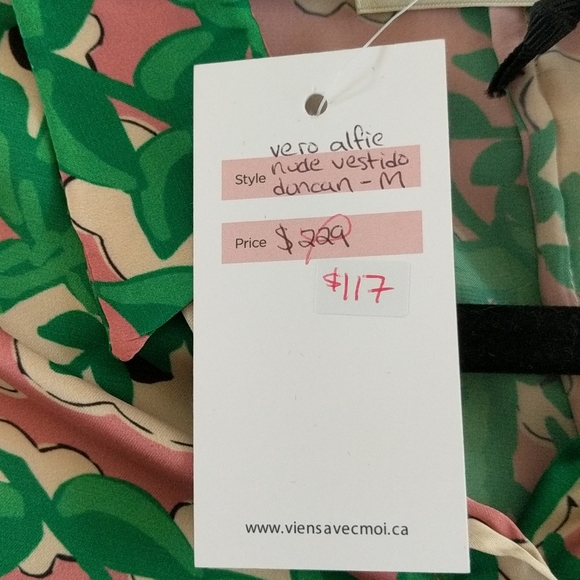 vero alfie
Style nude vestido
duncan - M
Price $229
$117
www.viensavecmoi.ca